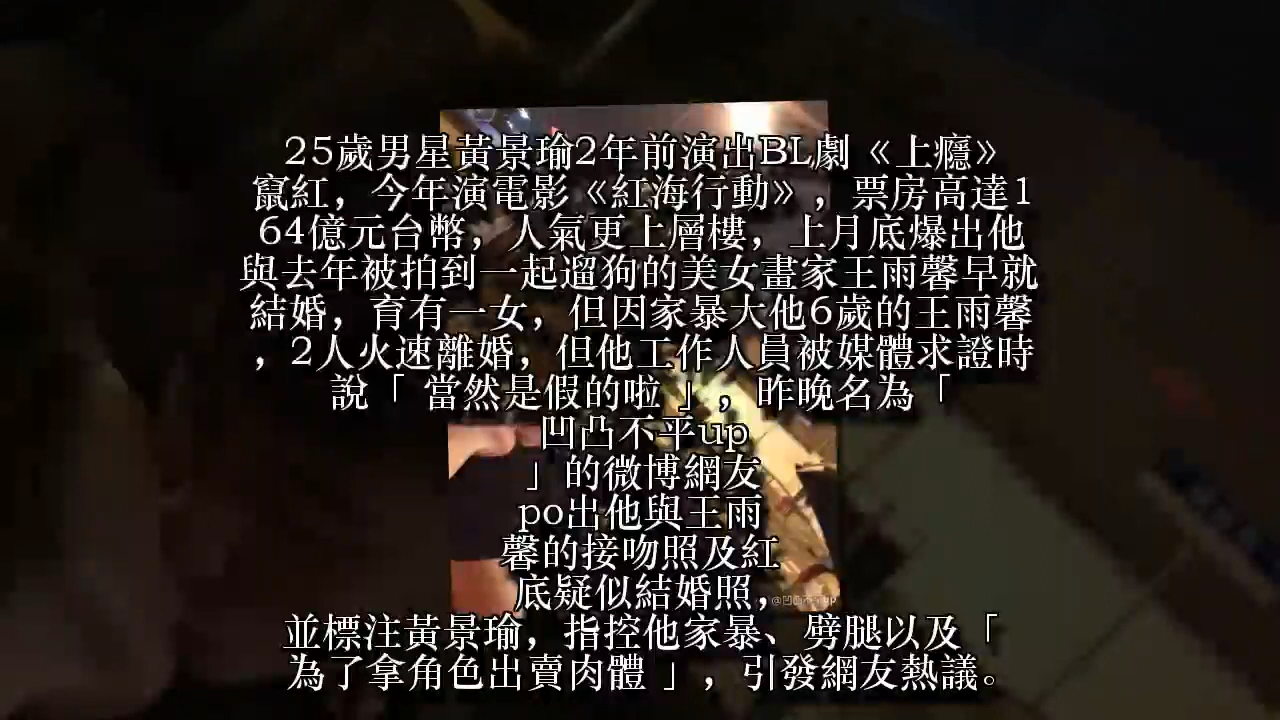 25歲男星黃景瑜2年前演出BL劇《上癮》
竄紅，今年演電影《紅海行動》，票房高達1
64億元台幣，人氣更上層樓，上月底爆出他
與去年被拍到一起遛狗的美女畫家王雨馨早就
結婚，育有一女，但因家暴大他6歲的王雨馨
，2人火速離婚，但他工作人員被媒體求證時
說「 當然是假的啦 」，昨晚名為「
凹凸不平up
」的微博網友
po出他與王雨
馨的接吻照及紅
底疑似結婚照，
@凹凸不平up
並標注黃景瑜，指控他家暴、劈腿以及「
為了拿角色出賣肉體 」，引發網友熱議。